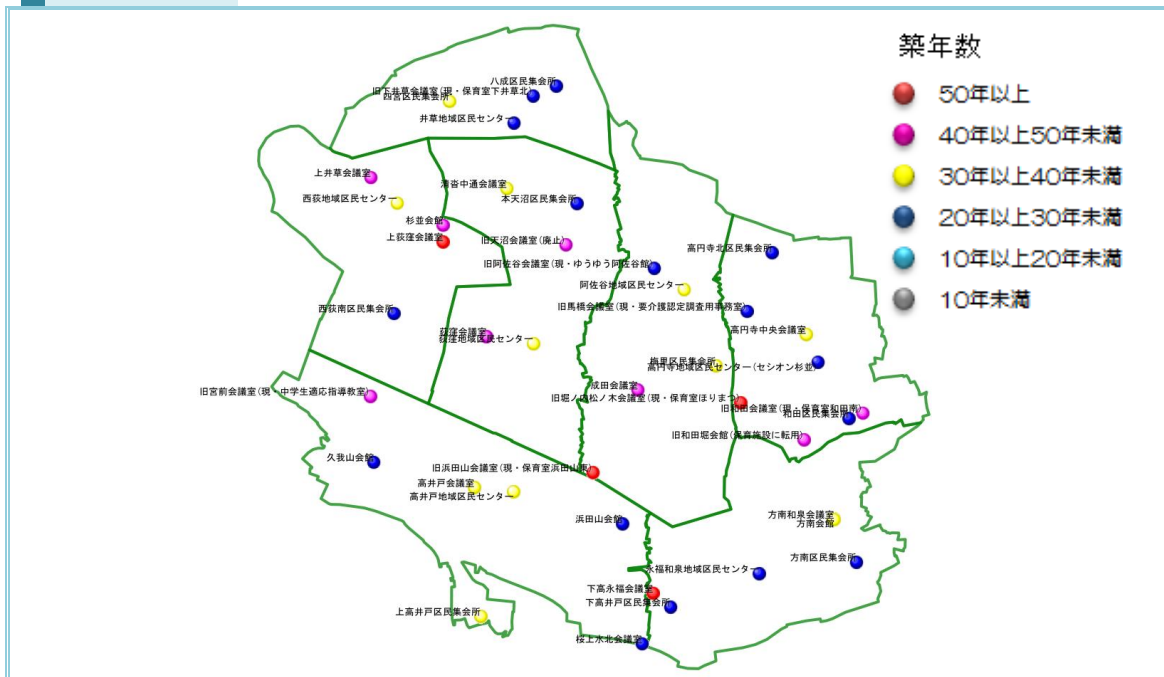 築年数
50年以上
40年以上50年未満
30年以上40年未満
20年以上30年未満
10年以上20年未満
10年未満
八成区民集会所
旧下井草会議室(現・保育室下井草北)
四宮区民集会所
井草地域区民センター
上井草会議室
清沓中通会議室
西荻地域区民センター
本天沼区民集会所
杉並会館
上荻窪会議室
旧天沼会議室(廃止)
高円寺北区民集会所
旧阿佐谷会議室(現・ゆうゆう阿佐谷館)
阿佐谷地域区民センター
西荻南区民集会所
旧馬橋会議室(現・要介護認定調査用事務室)
荻窪会議室
荻窪地域区民センター
高円寺中央会議室
梅里区民集会所
高円寺地域区民センター(セシオン杉並)
旧宮前会議室(現・中学生適応指導教室)
成田会議室
旧堀ノ内松ノ木会議室(現・保育室ほりまつ)
旧和田会議室(現・保育室和田南)
和田区民集会所
旧和田堀会館(保育施設に転用)
久我山会館
旧浜田山会議室(現・保育室浜田山東)
高井戸会議室
高井戸地域区民センター
浜田山会館
方南和泉会議室
方南会館
方南区民集会所
永福和泉地域区民センター
下高永福会議室
下高井戸区民集会所
上高井戸区民集会所
桜上水北会議室